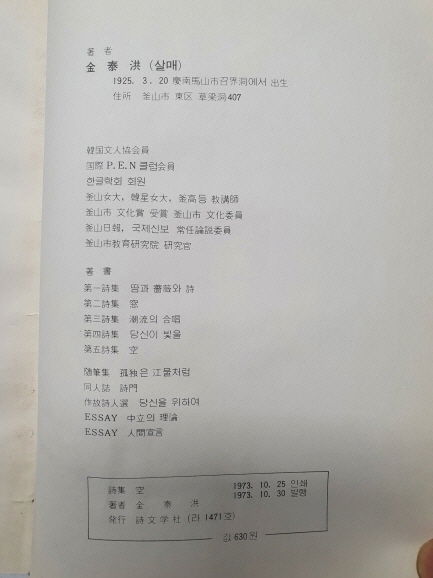 著者
金泰洪 (살매)
1925. 3. 20 慶南馬山市召界洞에서 出生
住所 釜山市 東区 草梁洞407
韓国文人協会員
国際 P.E.N 클럽会員
한글학회 회원
釜山女大, 韓星女大, 釜高등 教講師
釜山市 文化賞 受賞 釜山市 文化委員
釜山日報, 국제신보 常任論説委員
釜山市教育研究院 研究官
著書
第一詩集 땀과 薔薇와 詩
第二詩集 窓
第三詩集 潮流의 合唱
第四詩集 당신이 빛을
第五詩集 空
随筆集 孤独은 江물처럼
同人誌 詩門
作故詩人選 당신을 위하여
ESSAY 中立의 理論
ESSAY 人間宣言
詩集 空 1973. 10. 25 인쇄
1973. 10. 30 발행
著者 金泰洪
発行 詩文学社 (라 1471호)
값 630원